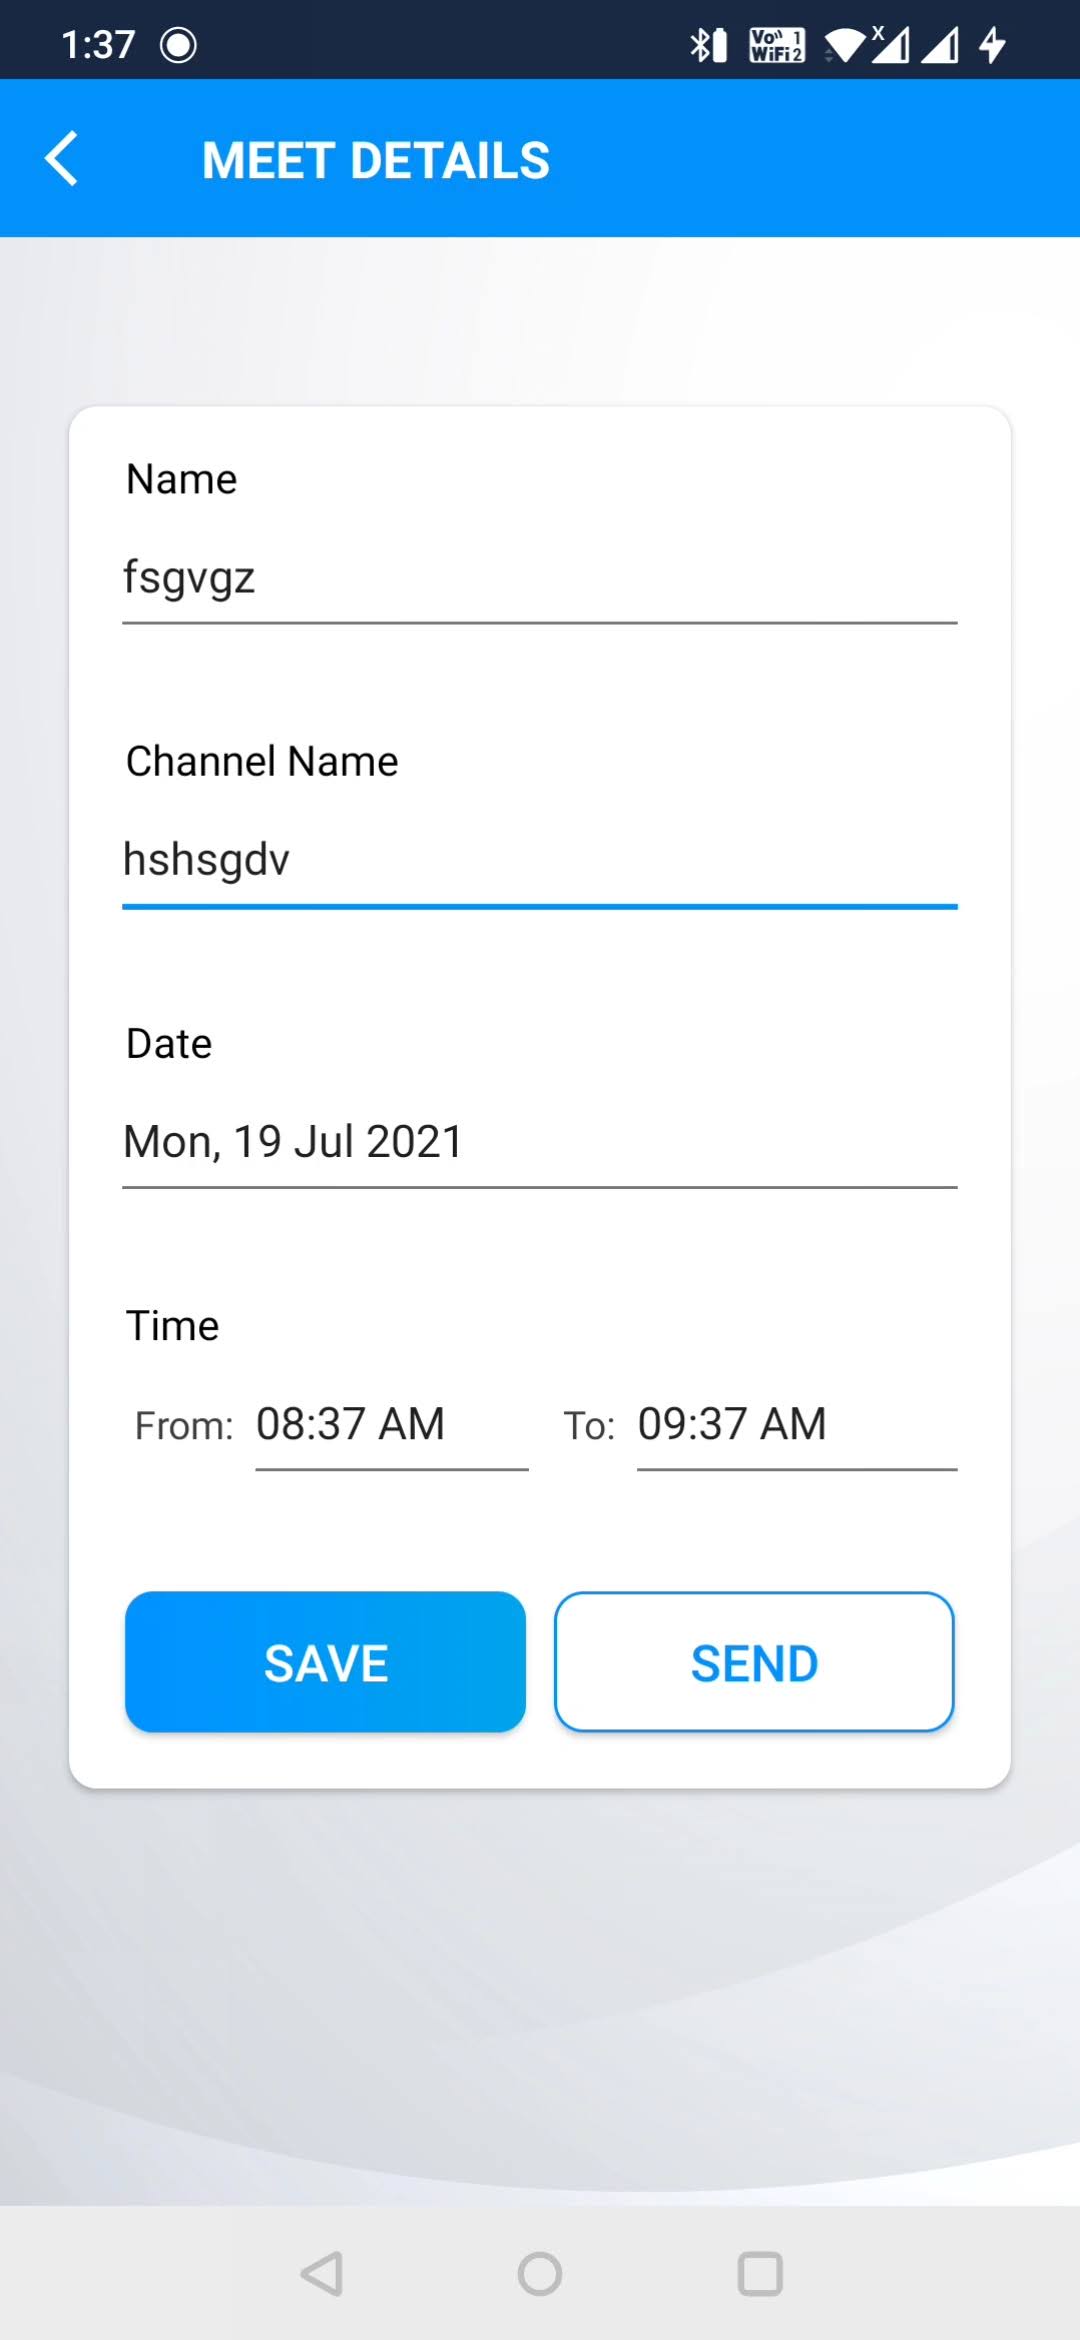 1:37
Vo 1
WiFi 2
X
MEET DETAILS
Name
fsgvgz
Channel Name
hshsgdv
Date
Mon, 19 Jul 2021
Time
From: 08:37 AM To: 09:37 AM
SAVE SEND